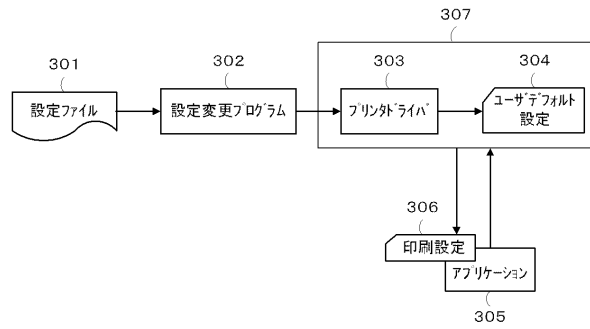 307
301
302
303
304
設定ファイル
設定変更プログラム
プリンタドライバ
ユーザデフォルト
設定
306
印刷設定
アプリケーション
305